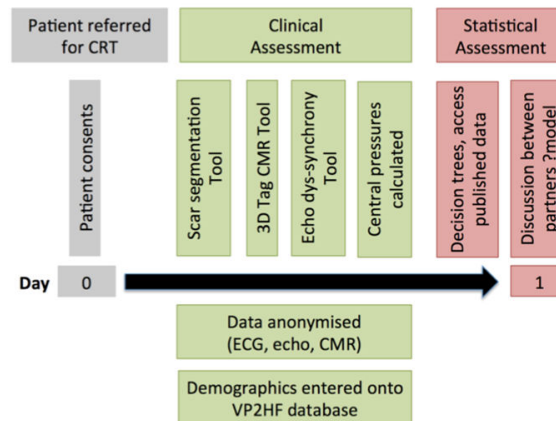 Patient referred
for CRT
Clinical
Assessment
Statistical
Assessment
Patient consents
Scar segmentation
Tool
3D Tag CMR Tool
Echo dys-synchrony
Tool
Central pressures
calculated
Decision trees, access
published data
Discussion between
partners ?model
Day
0
1
Data anonymised
(ECG, echo, CMR)
Demographics entered onto
VP2HF database